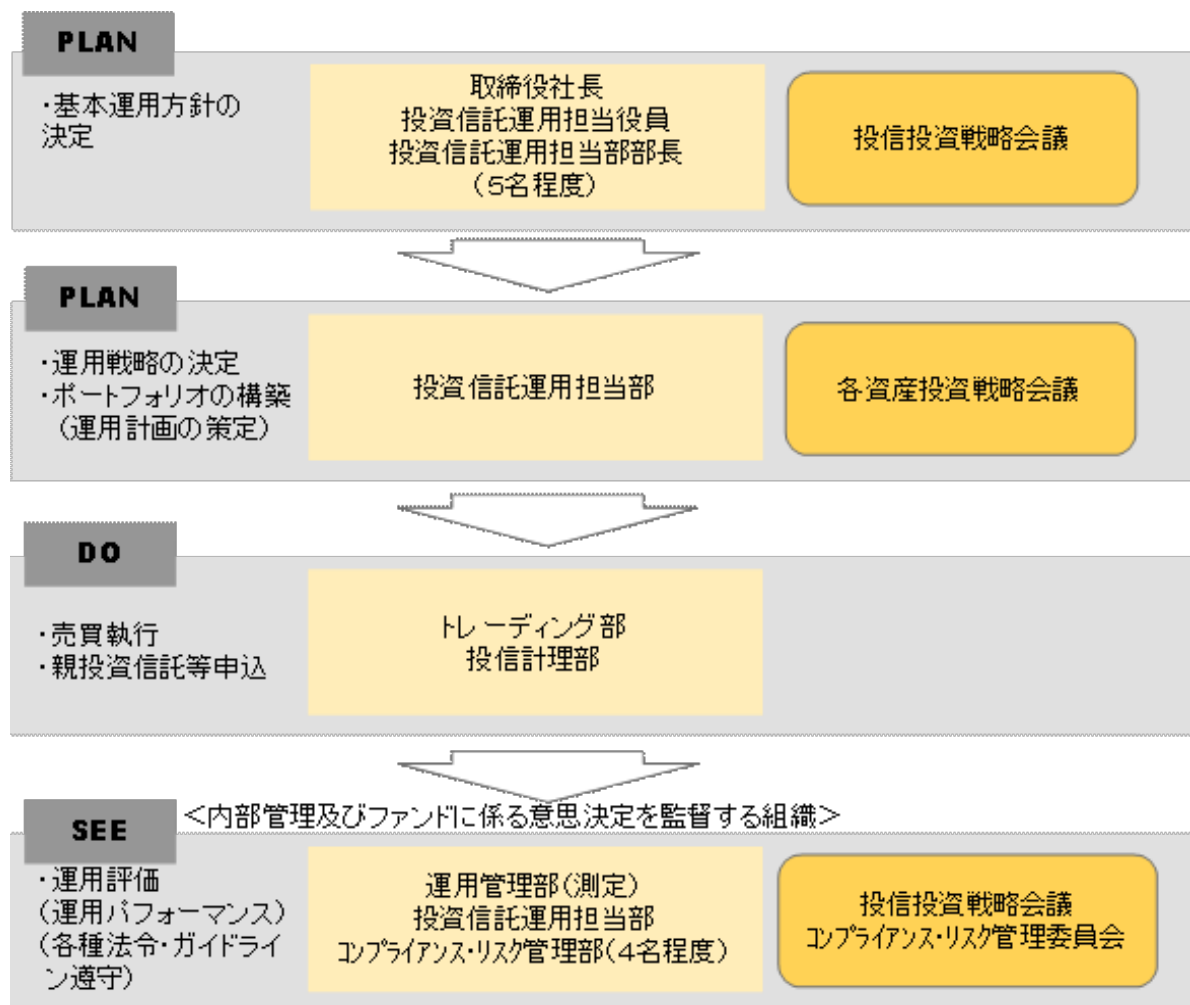 PLAN
・基本運用方針の
決定
取締役社長
投資信託運用担当役員
投資信託運用担当部部長
(5名程度)
投信投資戦略会議
PLAN
・運用戦略の決定
・ポートフォリオの構築
(運用計画の策定)
投資信託運用担当部
各資産投資戦略会議
DO
・売買執行
・親投資信託等申込
トレーディング部
投信計理部
SEE
<内部管理及びファンドに係る意思決定を監督する組織>
・運用評価
(運用パフォーマンス)
(各種法令・ガイドライ
ン遵守)
運用管理部(測定)
投資信託運用担当部
コンプライアンス・リスク管理部(4名程度)
投信投資戦略会議
コンプライアンス・リスク管理委員会